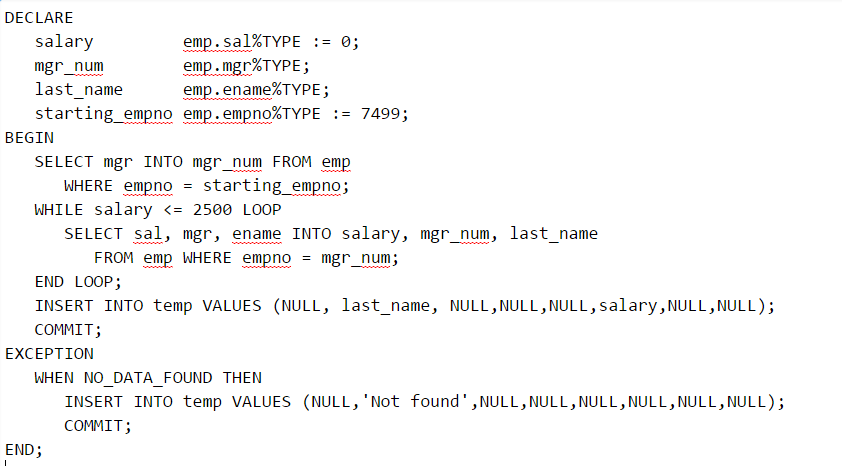 DECLARE
   salary         emp.sal%TYPE := 0;
   mgr_num        emp.mgr%TYPE;
   last_name      emp.ename%TYPE;
   starting_empno emp.empno%TYPE := 7499;
BEGIN
   SELECT mgr INTO mgr_num FROM emp
      WHERE empno = starting_empno;
   WHILE salary <= 2500 LOOP
      SELECT sal, mgr, ename INTO salary, mgr_num, last_name
         FROM emp WHERE empno = mgr_num;
   END LOOP;
   INSERT INTO temp VALUES (NULL, last_name, NULL,NULL,NULL,salary,NULL,NULL);
   COMMIT;
EXCEPTION
   WHEN NO_DATA_FOUND THEN
      INSERT INTO temp VALUES (NULL,'Not found',NULL,NULL,NULL,NULL,NULL,NULL);
      COMMIT;
END;